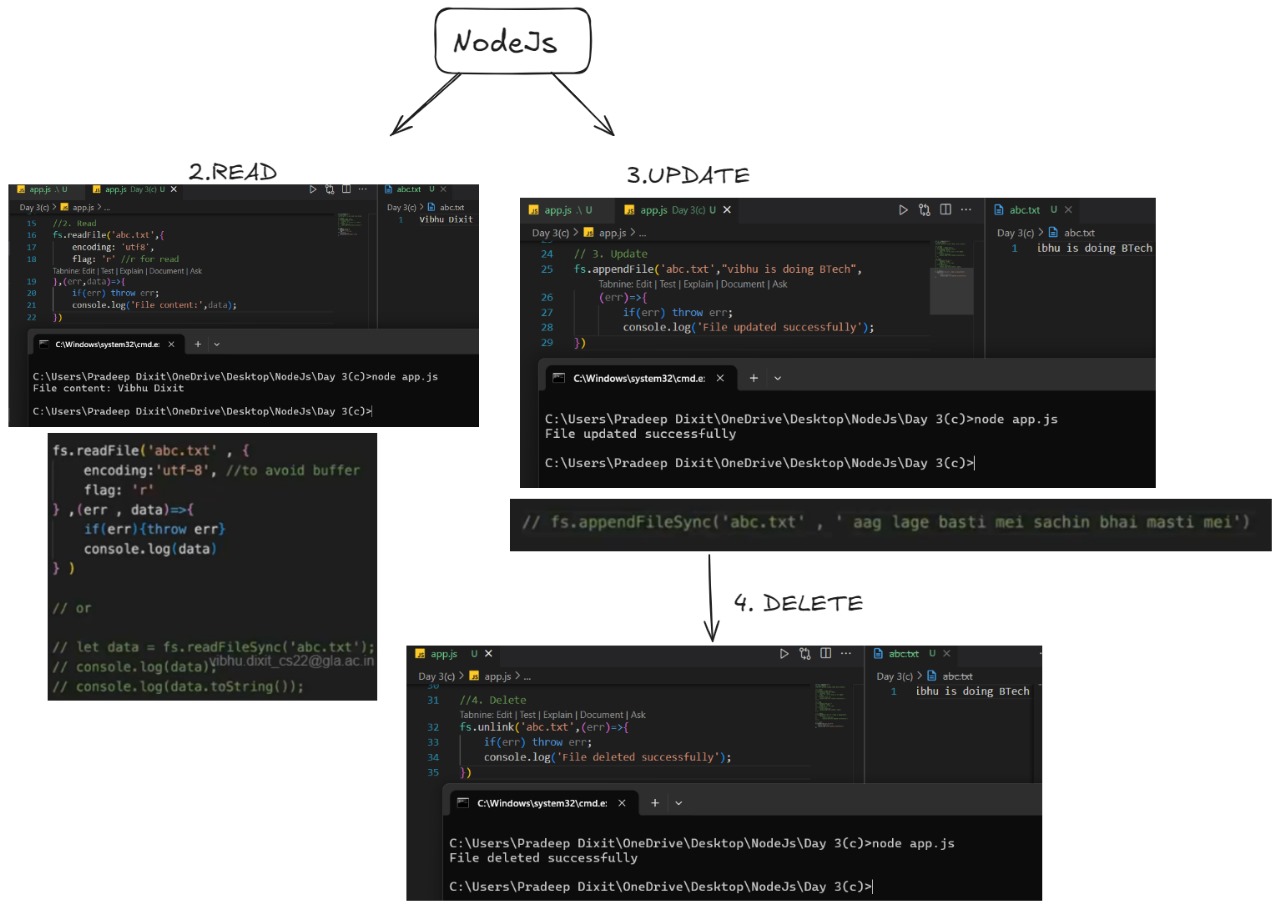 NodeJs
2.READ
app.js .\ U
app.js Day 3(c) U
Day 3(c) > app.js > ...
15 //2. Read
16 fs.readFile('abc.txt',{
17 encoding: 'utf8',
18 flag: 'r' //r for read
Tabnine: Edit | Test | Explain | Document | Ask
19 },(err,data)=>{
20 if(err) throw err;
21 console.log('File content:',data);
22 })
abc.txt U
Day 3(c) > abc.txt
1 Vibhu Dixit
C:\Windows\system32\cmd.e:
C:\Users\Pradeep Dixit\OneDrive\Desktop\NodeJs\Day 3(c)>node app.js
File content: Vibhu Dixit
C:\Users\Pradeep Dixit\OneDrive\Desktop\NodeJs\Day 3(c)>
fs.readFile('abc.txt' , {
encoding:'utf-8', //to avoid buffer
flag: 'r'
} ,(err , data)=>{
if(err){throw err}
console.log(data)
} )
// or
// let data = fs.readFileSync('abc.txt');
// console.log(data);
vibhu.dixit_cs22@gla.ac.in
// console.log(data.toString());
3.UPDATE
app.js .\ U
app.js Day 3(c) U
Day 3(c) > app.js > ...
24 // 3. Update
25 fs.appendFile('abc.txt',"vibhu is doing BTech",
Tabnine: Edit | Test | Explain | Document | Ask
26 (err)=>{
27 if(err) throw err;
28 console.log('File updated successfully');
29 })
abc.txt U
Day 3(c) > abc.txt
1 ibhu is doing BTech
C:\Windows\system32\cmd.e:
C:\Users\Pradeep Dixit\OneDrive\Desktop\NodeJs\Day 3(c)>node app.js
File updated successfully
C:\Users\Pradeep Dixit\OneDrive\Desktop\NodeJs\Day 3(c)>
// fs.appendFileSync('abc.txt' , ' aag lage basti mei sachin bhai masti mei')
4. DELETE
app.js U
Day 3(c) > app.js > ...
30
31 //4. Delete
Tabnine: Edit | Test | Explain | Document | Ask
32 fs.unlink('abc.txt',(err)=>{
33 if(err) throw err;
34 console.log('File deleted successfully');
35 })
abc.txt U
Day 3(c) > abc.txt
1 ibhu is doing BTech
C:\Windows\system32\cmd.e:
C:\Users\Pradeep Dixit\OneDrive\Desktop\NodeJs\Day 3(c)>node app.js
File deleted successfully
C:\Users\Pradeep Dixit\OneDrive\Desktop\NodeJs\Day 3(c)>